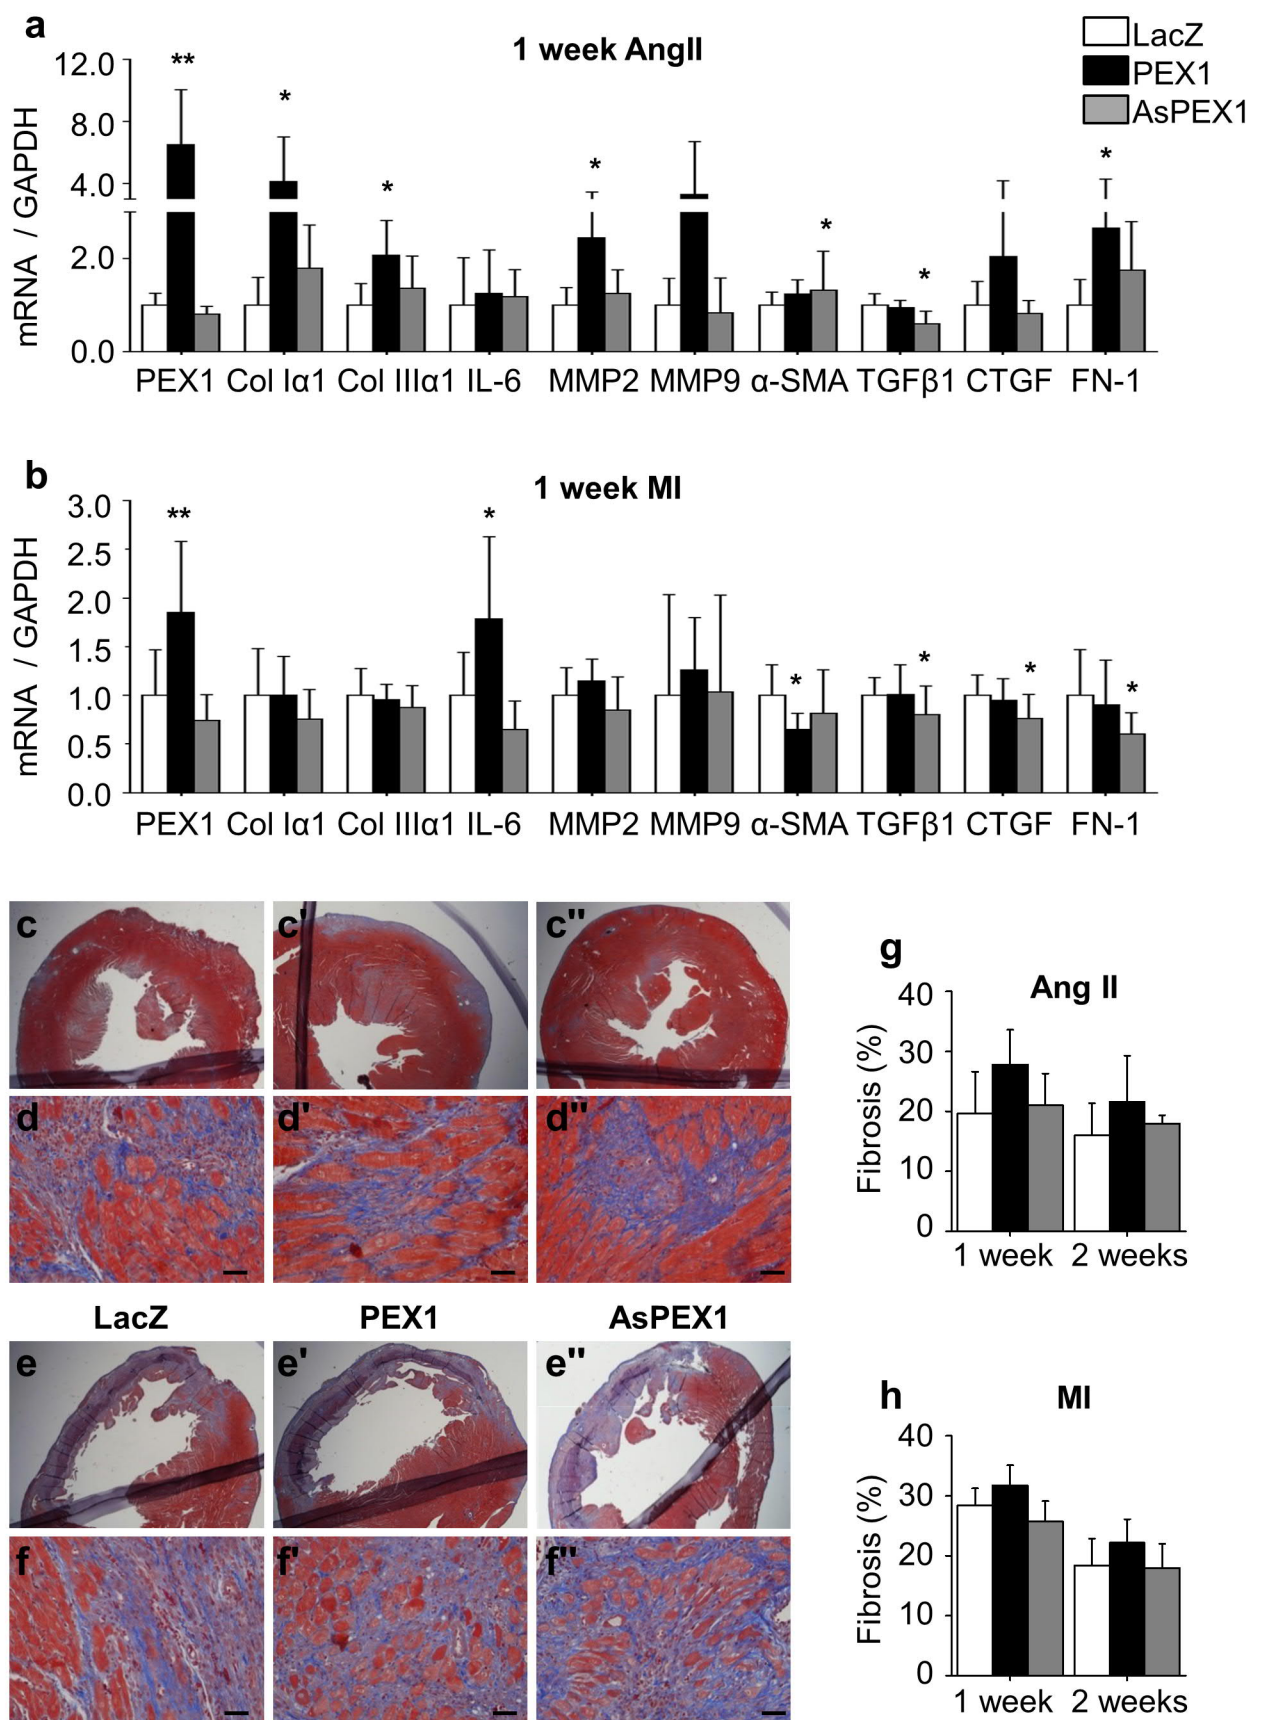 a
1 week AngII
LacZ
PEX1
AsPEX1
mRNA / GAPDH
12.0
8.0
4.0
2.0
0.0
** * * * * * *
PEX1 Col Iα1 Col IIIα1 IL-6 MMP2 MMP9 α-SMA TGFβ1 CTGF FN-1
b
1 week MI
mRNA / GAPDH
3.0
2.5
2.0
1.5
1.0
0.5
0.0
** * * * * *
PEX1 Col Iα1 Col IIIα1 IL-6 MMP2 MMP9 α-SMA TGFβ1 CTGF FN-1
c c' c''
d d' d''
LacZ PEX1 AsPEX1
e e' e''
f f' f''
g
Ang II
Fibrosis (%)
40
30
20
10
0
1 week 2 weeks
h
MI
Fibrosis (%)
40
30
20
10
0
1 week 2 weeks